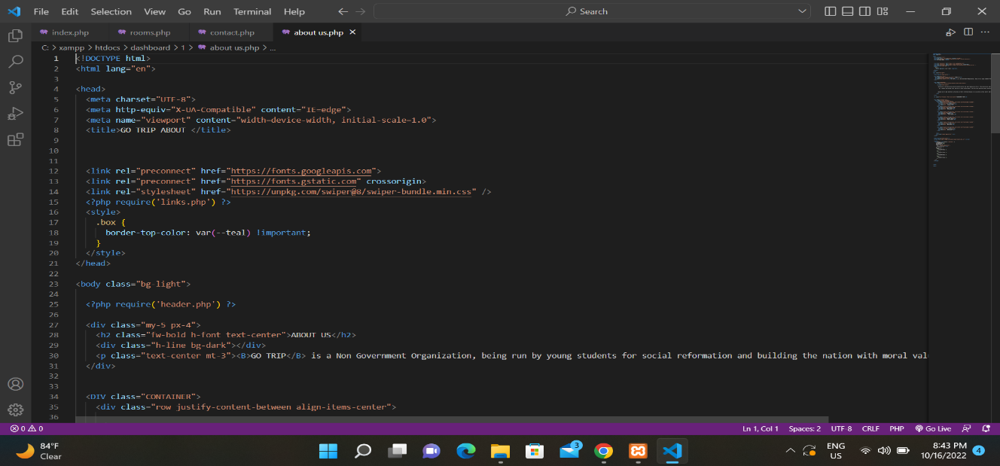 File Edit Selection View Go Run Terminal Help Search
index.php rooms.php contact.php about us.php
C: > xampp > htdocs > dashboard > 1 > about us.php > ...
1 <!DOCTYPE html>
2 <html lang="en">
3
4 <head>
5 <meta charset="UTF-8">
6 <meta http-equiv="X-UA-Compatible" content="IE=edge">
7 <meta name="viewport" content="width=device-width, initial-scale=1.0">
8 <title>GO TRIP ABOUT </title>
9
10
11
12 <link rel="preconnect" href="https://fonts.googleapis.com">
13 <link rel="preconnect" href="https://fonts.gstatic.com" crossorigin>
14 <link rel="stylesheet" href="https://unpkg.com/swiper@8/swiper-bundle.min.css" />
15 <?php require('links.php') ?>
16 <style>
17 .box {
18 border-top-color: var(--teal) !important;
19 }
20 </style>
21 </head>
22
23 <body class="bg-light">
24
25 <?php require('header.php') ?>
26
27 <div class="my-5 px-4">
28 <h2 class="fw-bold h-font text-center">ABOUT US</h2>
29 <div class="h-line bg-dark"></div>
30 <p class="text-center mt-3"><B>GO TRIP</B> is a Non Government Organization, being run by young students for social reformation and building the nation with moral val
31 </div>
32
33
34 <DIV class="CONTAINER">
35 <div class="row justify-content-between align-items-center">
36
0 0 Ln 1, Col 1 Spaces: 2 UTF-8 CRLF PHP Go Live
84°F
Clear
3
ENG
US
8:43 PM
10/16/2022
4